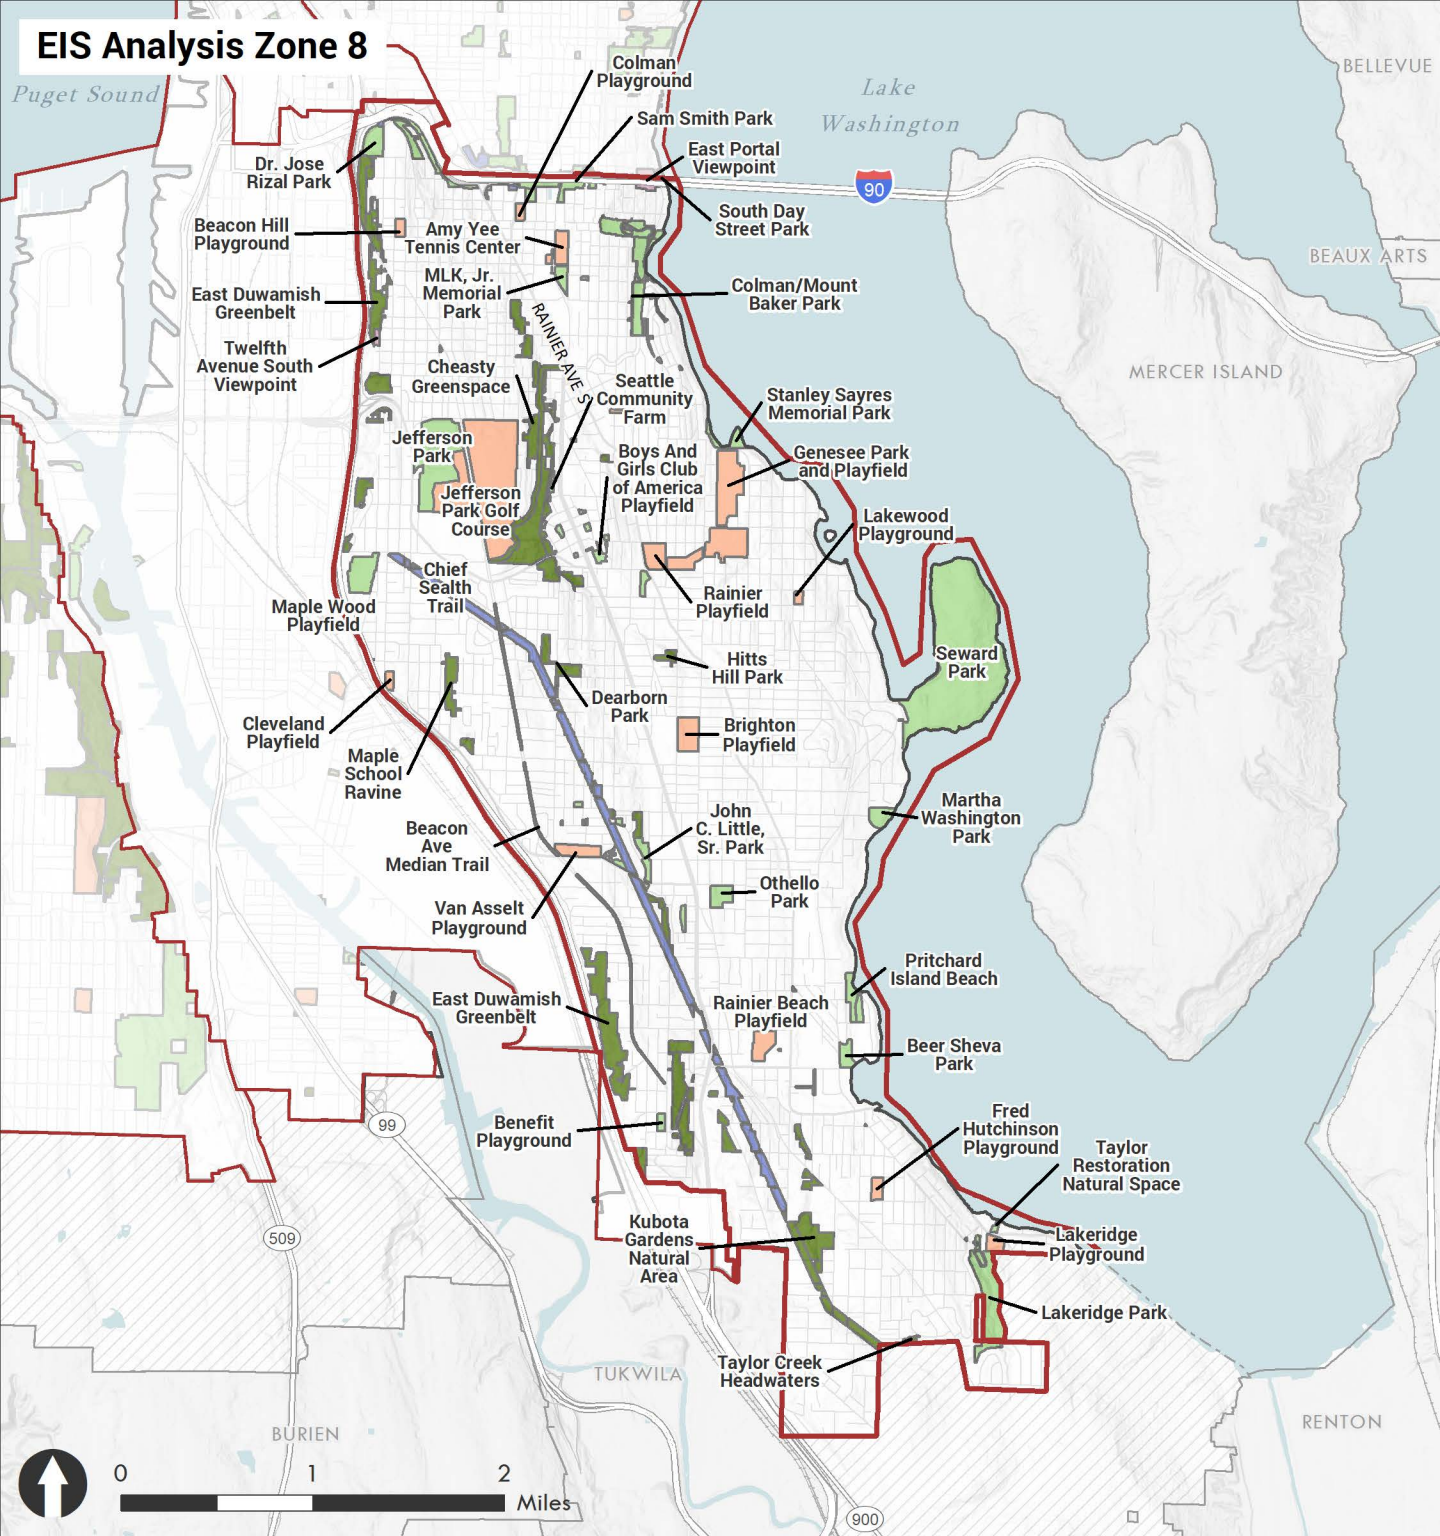 EIS Analysis Zone 8
Puget Sound
Lake
Washington
BELLEVUE
Colman
Playground
Sam Smith Park
East Portal
Viewpoint
90
Dr. Jose
Rizal Park
South Day
Street Park
Beacon Hill
Playground
Amy Yee
Tennis Center
BEAUX ARTS
MLK, Jr.
Memorial
Park
East Duwamish
Greenbelt
Colman/Mount
Baker Park
RAINIER AVE S
Twelfth
Avenue South
Viewpoint
Cheasty
Greenspace
Seattle
Community
Farm
MERCER ISLAND
Stanley Sayres
Memorial Park
Jefferson
Park
Boys And
Girls Club
of America
Playfield
Genesee Park
and Playfield
Jefferson
Park Golf
Course
Lakewood
Playground
Chief
Sealth
Trail
Maple Wood
Playfield
Rainier
Playfield
Hitts
Hill Park
Seward
Park
Dearborn
Park
Cleveland
Playfield
Brighton
Playfield
Maple
School
Ravine
Martha
Washington
Park
John
C. Little,
Sr. Park
Beacon
Ave
Median Trail
Othello
Park
Van Asselt
Playground
Pritchard
Island Beach
East Duwamish
Greenbelt
Rainier Beach
Playfield
Beer Sheva
Park
Benefit
Playground
99
Fred
Hutchinson
Playground
Taylor
Restoration
Natural Space
509
Kubota
Gardens
Natural
Area
Lakeridge
Playground
Lakeridge Park
Taylor Creek
Headwaters
TUKWILA
BURIEN
RENTON
0 1 2
Miles
900